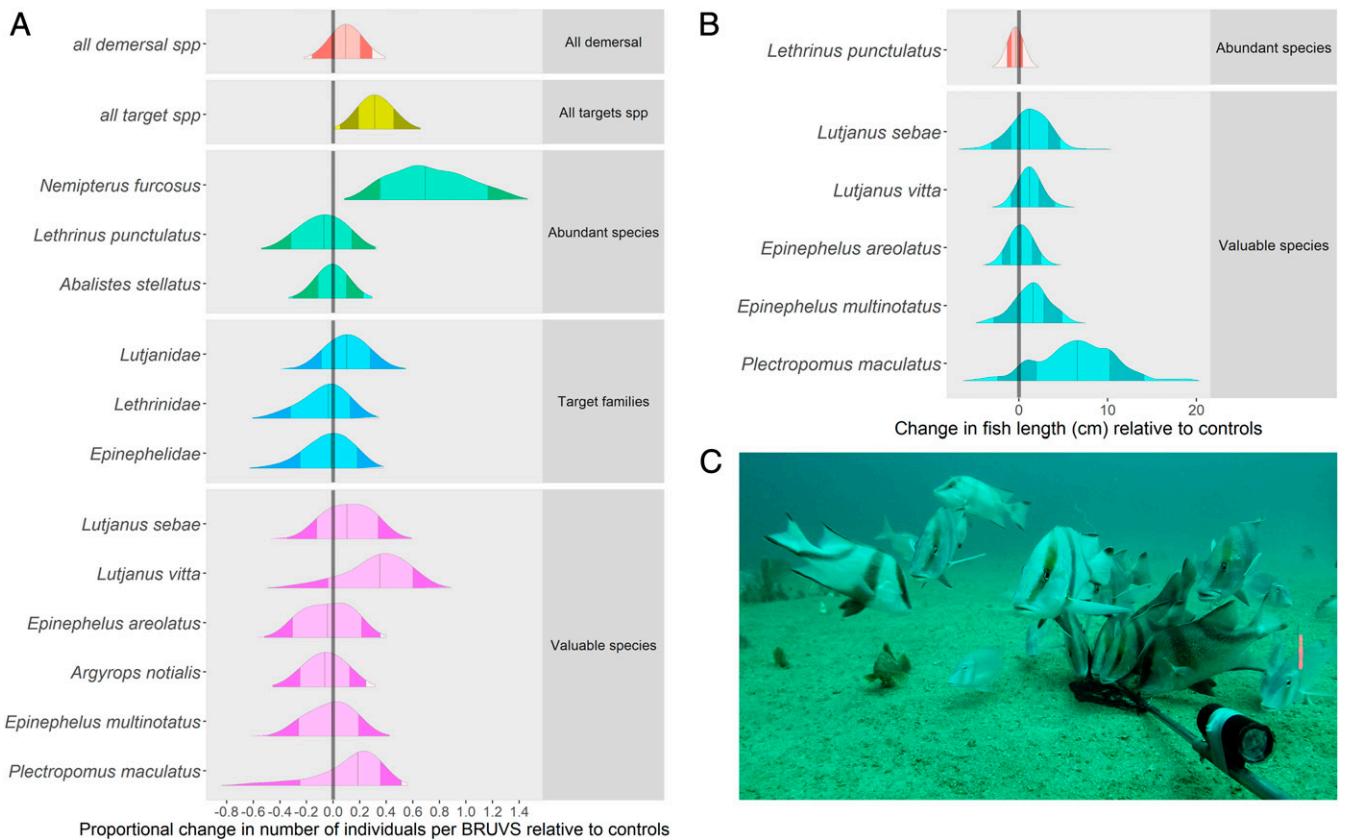 A
all demersal spp
All demersal
all target spp
All targets spp
Nemipterus furcosus
Lethrinus punctulatus
Abalistes stellatus
Abundant species
Lutjanidae
Lethrinidae
Epinephelidae
Target families
Lutjanus sebae
Lutjanus vitta
Epinephelus areolatus
Argyrops notialis
Epinephelus multinotatus
Plectropomus maculatus
Valuable species
-0.8 -0.6 -0.4 -0.2 0.0 0.2 0.4 0.6 0.8 1.0 1.2 1.4
Proportional change in number of individuals per BRUVS relative to controls
B
Lethrinus punctulatus
Abundant species
Lutjanus sebae
Lutjanus vitta
Epinephelus areolatus
Epinephelus multinotatus
Plectropomus maculatus
Valuable species
0 10 20
Change in fish length (cm) relative to controls
C